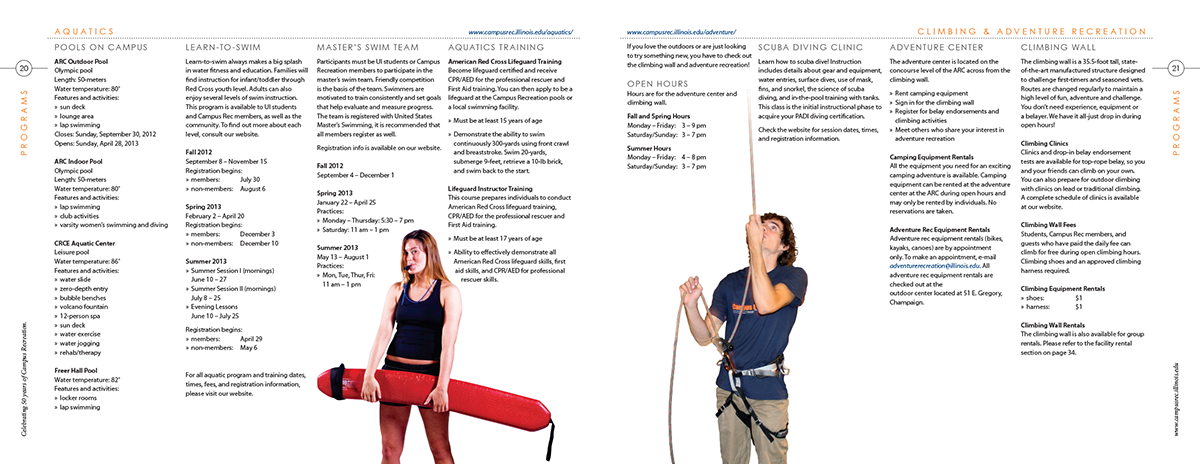 AQUATICS
www.campusrec.illinois.edu/aquatics/
POOLS ON CAMPUS
ARC Outdoor Pool
Olympic pool
Length: 50-meters
Water temperature: 80˚
Features and activities:
» sun deck
» lounge area
» lap swimming
Closes: Sunday, September 30, 2012
Opens: Sunday, April 28, 2013
ARC Indoor Pool
Olympic pool
Length: 50-meters
Water temperature: 80˚
Features and activities:
» lap swimming
» club activities
» varsity women's swimming and diving
CRCE Aquatic Center
Leisure pool
Water temperature: 86˚
Features and activities:
» water slide
» zero-depth entry
» bubble benches
» volcano fountain
» 12-person spa
» sun deck
» water exercise
» water jogging
» rehab/therapy
Freer Hall Pool
Water temperature: 82˚
Features and activities:
» locker rooms
» lap swimming
LEARN-TO-SWIM
Learn-to-swim always makes a big splash
in water fitness and education. Families will
find instruction for infant/toddler through
Red Cross youth level. Adults can also
enjoy several levels of swim instruction.
This program is available to UI students
and Campus Rec members, as well as the
community. To find out more about each
level, consult our website.
Fall 2012
September 8 – November 15
Registration begins:
» members: July 30
» non-members: August 6
Spring 2013
February 2 – April 20
Registration begins:
» members: December 3
» non-members: December 10
Summer 2013
» Summer Session I (mornings)
June 10 – 27
» Summer Session II (mornings)
July 8 – 25
» Evening Lessons
June 10 – July 25
Registration begins:
» members: April 29
» non-members: May 6
For all aquatic program and training dates,
times, fees, and registration information,
please visit our website.
MASTER'S SWIM TEAM
Participants must be UI students or Campus
Recreation members to participate in the
master's swim team. Friendly competition
is the basis of the team. Swimmers are
motivated to train consistently and set goals
that help evaluate and measure progress.
The team is registered with United States
Master's Swimming, it is recommended that
all members register as well.
Registration info is available on our website.
Fall 2012
September 4 – December 1
Spring 2013
January 22 – April 25
Practices:
» Monday – Thursday: 5:30 – 7 pm
» Saturday: 11 am – 1 pm
Summer 2013
May 13 – August 1
Practices:
» Mon, Tue, Thur, Fri:
11 am – 1 pm
AQUATICS TRAINING
American Red Cross Lifeguard Training
Become lifeguard certified and receive
CPR/AED for the professional rescuer and
First Aid training. You can then apply to be a
lifeguard at the Campus Recreation pools or
a local swimming facility.
» Must be at least 15 years of age
» Demonstrate the ability to swim
continuously 300-yards using front crawl
and breaststroke. Swim 20-yards,
submerge 9-feet, retrieve a 10-lb brick,
and swim back to the start.
Lifeguard Instructor Training
This course prepares individuals to conduct
American Red Cross lifeguard training,
CPR/AED for the professional rescuer and
First Aid training.
» Must be at least 17 years of age
» Ability to effectively demonstrate all
American Red Cross lifeguard skills, first
aid skills, and CPR/AED for professional
rescuer skills.
20
PROGRAMS
Celebrating 50 years of Campus Recreation.
www.campusrec.illinois.edu/adventure/
CLIMBING & ADVENTURE RECREATION
If you love the outdoors or are just looking
to try something new, you have to check out
the climbing wall and adventure recreation!
OPEN HOURS
Hours are for the adventure center and
climbing wall.
Fall and Spring Hours
Monday – Friday: 3 – 9 pm
Saturday/Sunday: 3 – 7 pm
Summer Hours
Monday – Friday: 4 – 8 pm
Saturday/Sunday: 3 – 7 pm
SCUBA DIVING CLINIC
Learn how to scuba dive! Instruction
includes details about gear and equipment,
water entries, surface dives, use of mask,
fins, and snorkel, the science of scuba
diving, and in-the-pool training with tanks.
This class is the initial instructional phase to
acquire your PADI diving certification.
Check the website for session dates, times,
and registration information.
ADVENTURE CENTER
The adventure center is located on the
concourse level of the ARC across from the
climbing wall.
» Rent camping equipment
» Sign in for the climbing wall
» Register for belay endorsements and
climbing activities
» Meet others who share your interest in
adventure recreation
Camping Equipment Rentals
All the equipment you need for an exciting
camping adventure is available. Camping
equipment can be rented at the adventure
center at the ARC during open hours and
may only be rented by individuals. No
reservations are taken.
Adventure Rec Equipment Rentals
Adventure rec equipment rentals (bikes,
kayaks, canoes) are by appointment
only. To make an appointment, e-mail
adventurerecreation@illinois.edu. All
adventure rec equipment rentals are
checked out at the
outdoor center located at 51 E. Gregory,
Champaign.
CLIMBING WALL
The climbing wall is a 35.5-foot tall, state-
of-the-art manufactured structure designed
to challenge first-timers and seasoned vets.
Routes are changed regularly to maintain a
high level of fun, adventure and challenge.
You don't need experience, equipment or
a belayer. We have it all-just drop in during
open hours!
Climbing Clinics
Clinics and drop-in belay endorsement
tests are available for top-rope belay, so you
and your friends can climb on your own.
You can also prepare for outdoor climbing
with clinics on lead or traditional climbing.
A complete schedule of clinics is available
at our website.
Climbing Wall Fees
Students, Campus Rec members, and
guests who have paid the daily fee can
climb for free during open climbing hours.
Climbing shoes and an approved climbing
harness required.
Climbing Equipment Rentals
» shoes: $1
» harness: $1
Climbing Wall Rentals
The climbing wall is also available for group
rentals. Please refer to the facility rental
section on page 34.
21
PROGRAMS
www.campusrec.illinois.edu